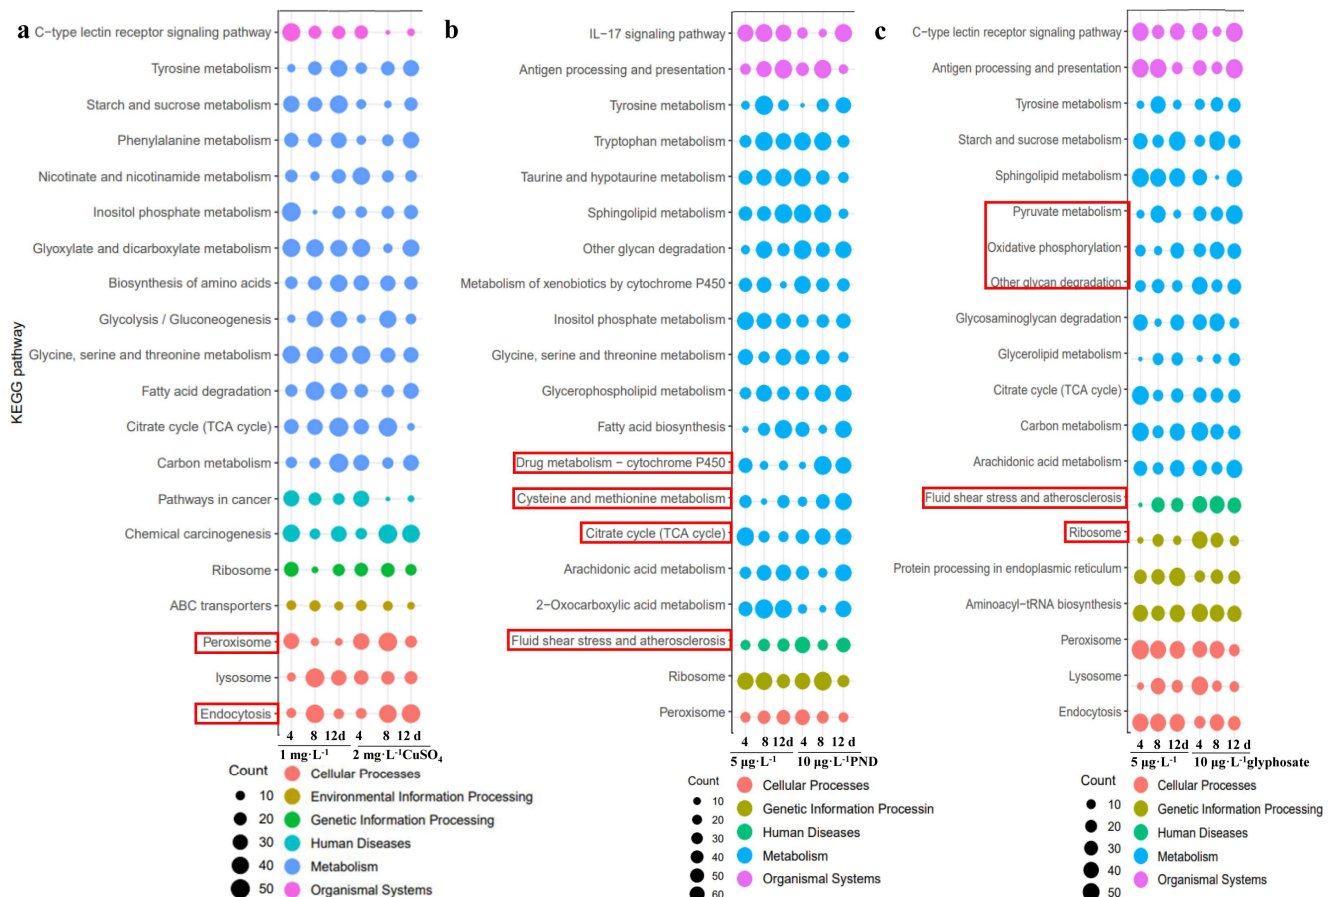 a
KEGG pathway
C-type lectin receptor signaling pathway
Tyrosine metabolism
Starch and sucrose metabolism
Phenylalanine metabolism
Nicotinate and nicotinamide metabolism
Inositol phosphate metabolism
Glyoxylate and dicarboxylate metabolism
Biosynthesis of amino acids
Glycolysis / Gluconeogenesis
Glycine, serine and threonine metabolism
Fatty acid degradation
Citrate cycle (TCA cycle)
Carbon metabolism
Pathways in cancer
Chemical carcinogenesis
Ribosome
ABC transporters
Peroxisome
lysosome
Endocytosis
4 8 12d 4 8 12 d
1 mg·L⁻¹ 2 mg·L⁻¹CuSO₄
Count
10
20
30
40
50
Cellular Processes
Environmental Information Processing
Genetic Information Processing
Human Diseases
Metabolism
Organismal Systems
b
IL−17 signaling pathway
Antigen processing and presentation
Tyrosine metabolism
Tryptophan metabolism
Taurine and hypotaurine metabolism
Sphingolipid metabolism
Other glycan degradation
Metabolism of xenobiotics by cytochrome P450
Inositol phosphate metabolism
Glycine, serine and threonine metabolism
Glycerophospholipid metabolism
Fatty acid biosynthesis
Drug metabolism − cytochrome P450
Cysteine and methionine metabolism
Citrate cycle (TCA cycle)
Arachidonic acid metabolism
2−Oxocarboxylic acid metabolism
Fluid shear stress and atherosclerosis
Ribosome
Peroxisome
4 8 12d 4 8 12 d
5 μg·L⁻¹ 10 μg·L⁻¹PND
Count
10
20
30
40
50
60
Cellular Processes
Genetic Information Processin
Human Diseases
Metabolism
Organismal Systems
c
C−type lectin receptor signaling pathway
Antigen processing and presentation
Tyrosine metabolism
Starch and sucrose metabolism
Sphingolipid metabolism
Pyruvate metabolism
Oxidative phosphorylation
Other glycan degradation
Glycosaminoglycan degradation
Glycerolipid metabolism
Citrate cycle (TCA cycle)
Carbon metabolism
Arachidonic acid metabolism
Fluid shear stress and atherosclerosis
Ribosome
Protein processing in endoplasmic reticulum
Aminoacyl−tRNA biosynthesis
Peroxisome
Lysosome
Endocytosis
4 8 12d 4 8 12 d
5 μg·L⁻¹ 10 μg·L⁻¹glyphosate
Count
10
20
30
40
50
Cellular Processes
Genetic Information Processing
Human Diseases
Metabolism
Organismal Systems